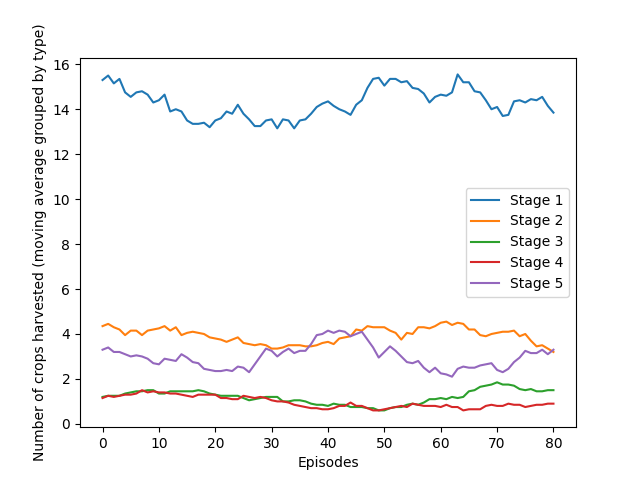 Number of crops harvested (moving average grouped by type)
16
14
12
10
8
6
4
2
0
Stage 1
Stage 2
Stage 3
Stage 4
Stage 5
0 10 20 30 40 50 60 70 80
Episodes